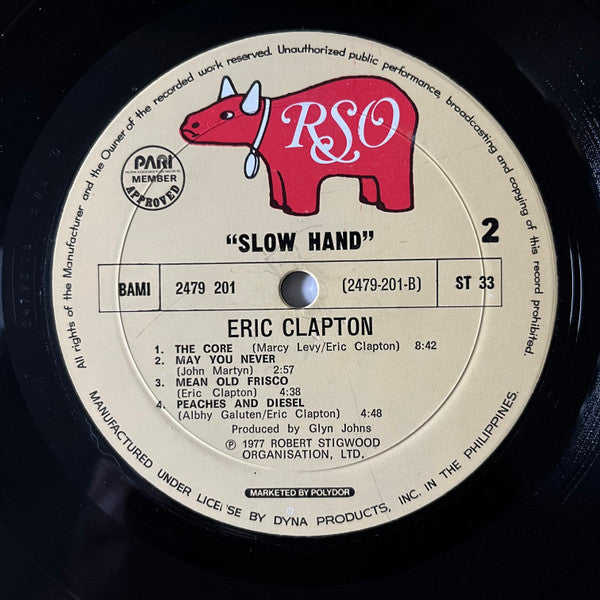 All rights of the Manufacturer and the Owner of the recorded work reserved. Unauthorized public performance, broadcasting and copying of this record prohibited.
RSO
PARI
MEMBER
APPROVED
"SLOW HAND"
2
BAMI
2479 201
(2479-201-B)
ST 33
ERIC CLAPTON
1. THE CORE (Marcy Levy/Eric Clapton) 8:42
2. MAY YOU NEVER
(John Martyn) 2:57
3. MEAN OLD FRISCO
(Eric Clapton) 4:38
4. PEACHES AND DIESEL
(Albhy Galuten/Eric Clapton) 4:48
Produced by Glyn Johns
℗ 1977 ROBERT STIGWOOD
ORGANISATION, LTD.
MARKETED BY POLYDOR
MANUFACTURED UNDER LICENSE BY DYNA PRODUCTS, INC. IN THE PHILIPPINES.